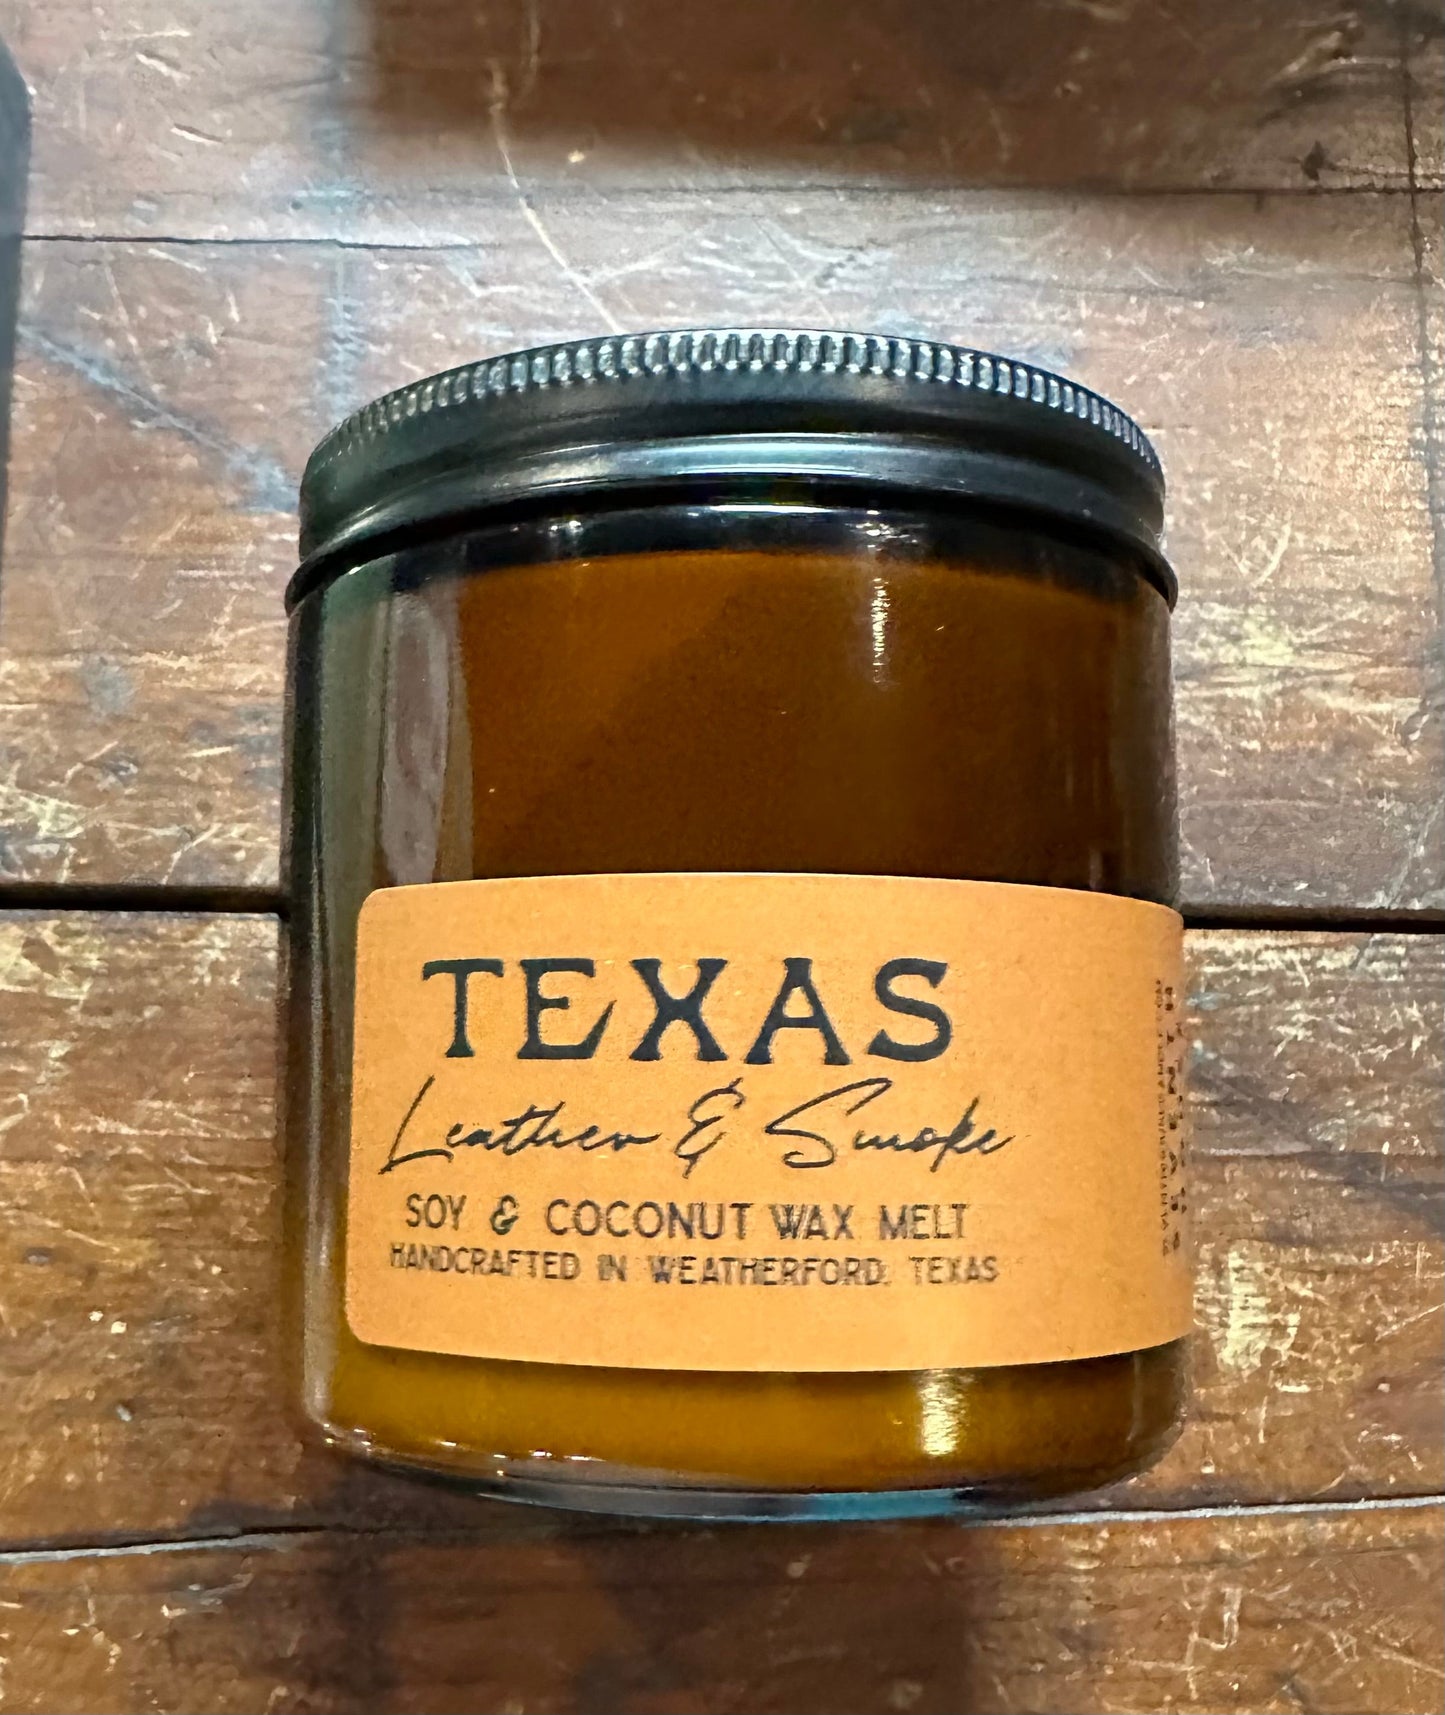 TEXAS
Leather & Smoke
SOY & COCONUT WAX MELT
HANDCRAFTED IN WEATHERFORD, TEXAS